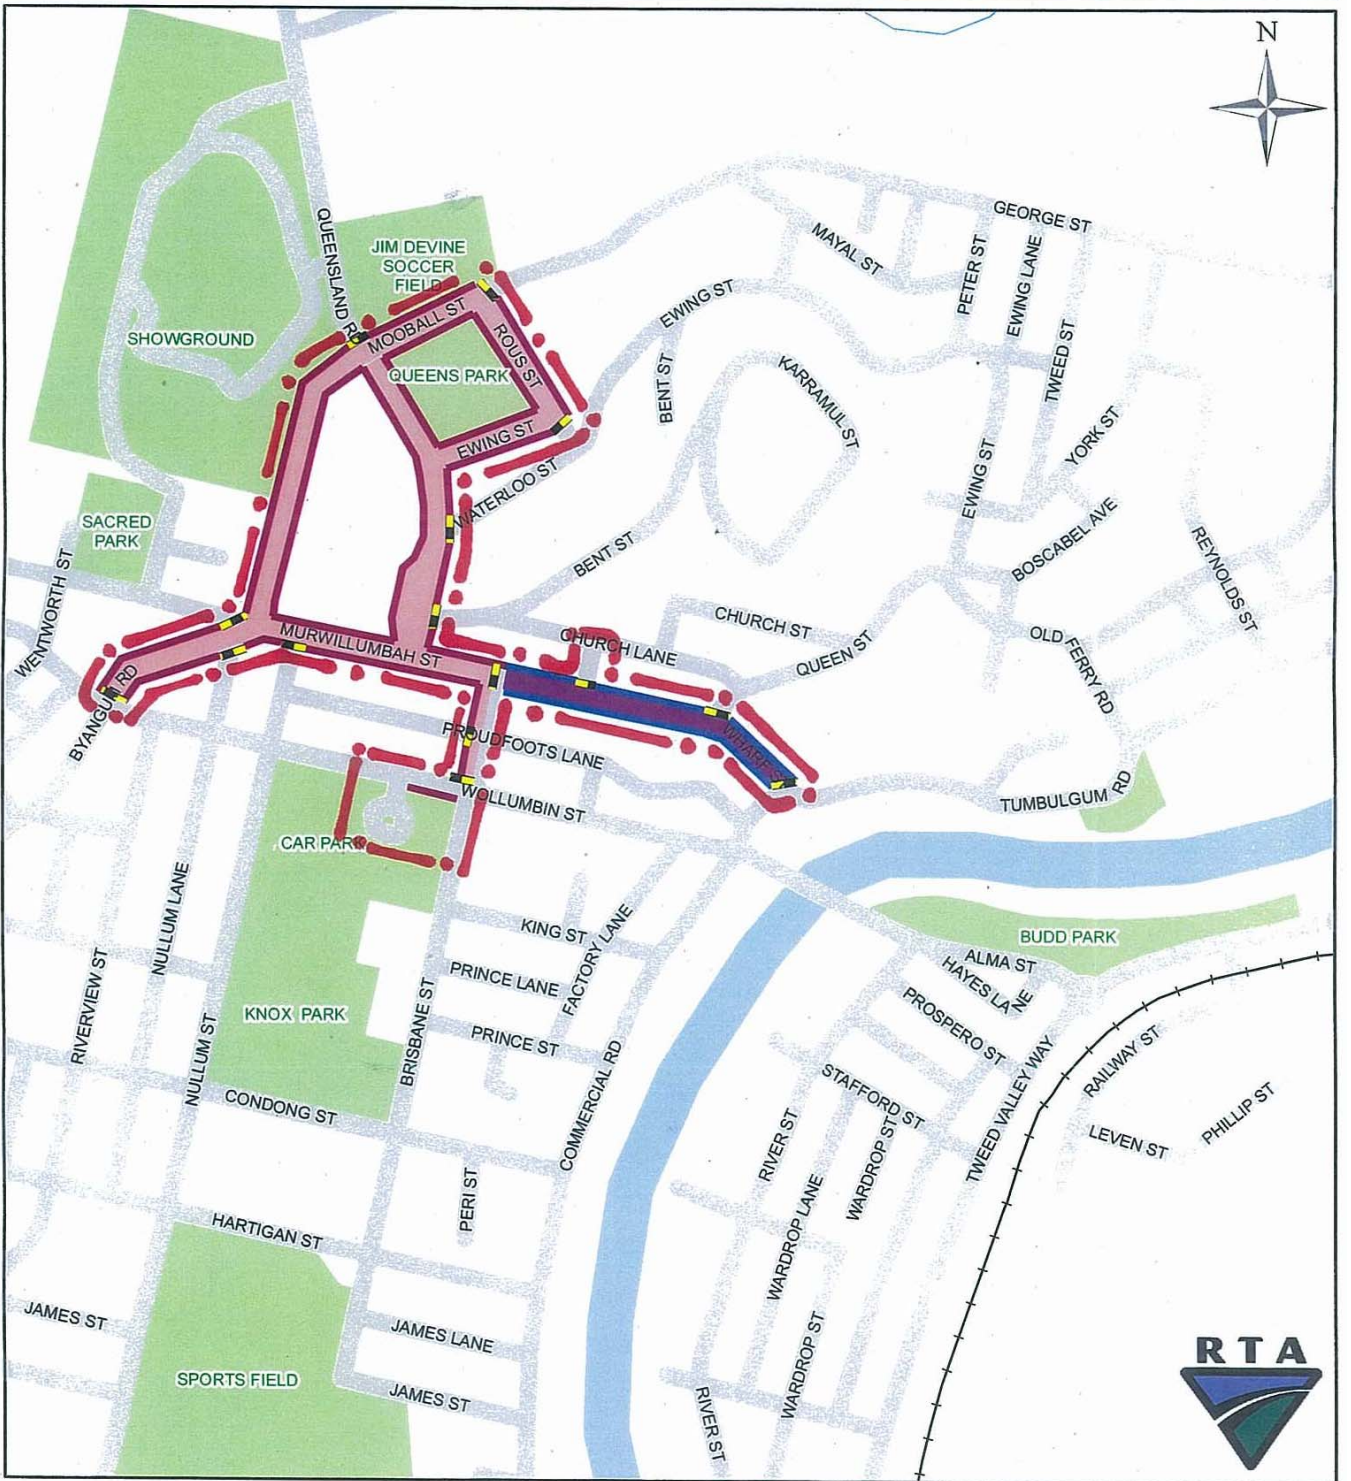 N
GEORGE ST
MAYAL ST
PETER ST
EWING LANE
QUEENSLAND RD
JIM DEVINE
SOCCER
FIELD
EWING ST
TWEED ST
SHOWGROUND
MOOBALL ST
ROUS ST
QUEENS PARK
BENT ST
KARRAMUL ST
YORK ST
EWING ST
EWING ST
WATERLOO ST
SACRED
PARK
BOSCABEL AVE
REYNOLDS ST
WENTWORTH ST
BENT ST
CHURCH ST
CHURCH LANE
QUEEN ST
OLD FERRY RD
MURWILLUMBAH ST
BYANGUM RD
PROUDFOOTS LANE
WHARF ST
WOLLUMBIN ST
TUMBULGUM RD
CAR PARK
NULLUM LANE
KING ST
FACTORY LANE
BUDD PARK
ALMA ST
HAYES LANE
PRINCE LANE
PROSPERO ST
RIVERVIEW ST
KNOX PARK
BRISBANE ST
PRINCE ST
NULLUM ST
COMMERCIAL RD
TWEED VALLEY WAY
RAILWAY ST
STAFFORD ST
CONDONG ST
RIVER ST
WARDROP ST
LEVEN ST
PHILLIP ST
PERI ST
WARDROP LANE
HARTIGAN ST
JAMES ST
JAMES LANE
WARDROP ST
RTA
SPORTS FIELD
JAMES ST
RIVER ST